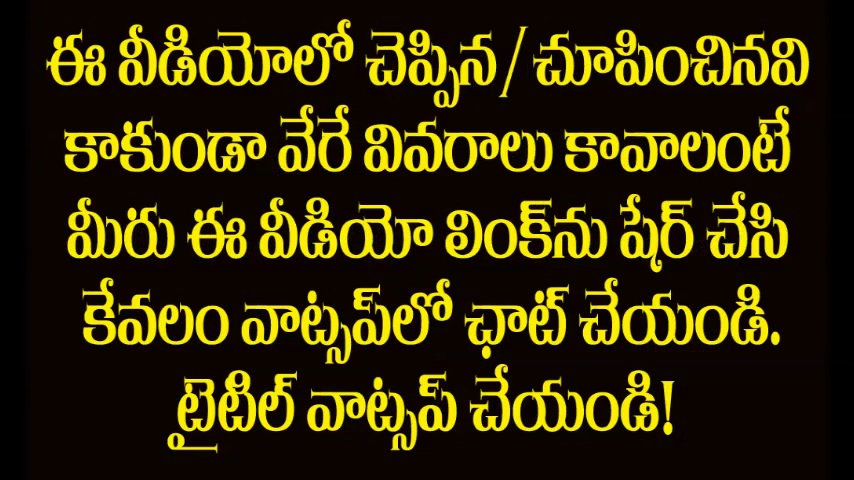 ఈ వీడియోలో చెప్పిన/చూపించినవి
కాకుండా వేరే వివరాలు కావాలంటే
మీరు ఈ వీడియో లింక్‌ను షేర్ చేసి
కేవలం వాట్సప్‌లో ఛాట్ చేయండి.
టైటిల్ వాట్సప్ చేయండి!